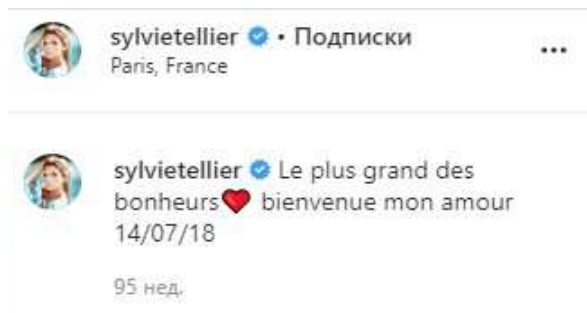 sylvietellier • Подписки
Paris, France
sylvietellier Le plus grand des
bonheurs❤️ bienvenue mon amour
14/07/18
95 нед.